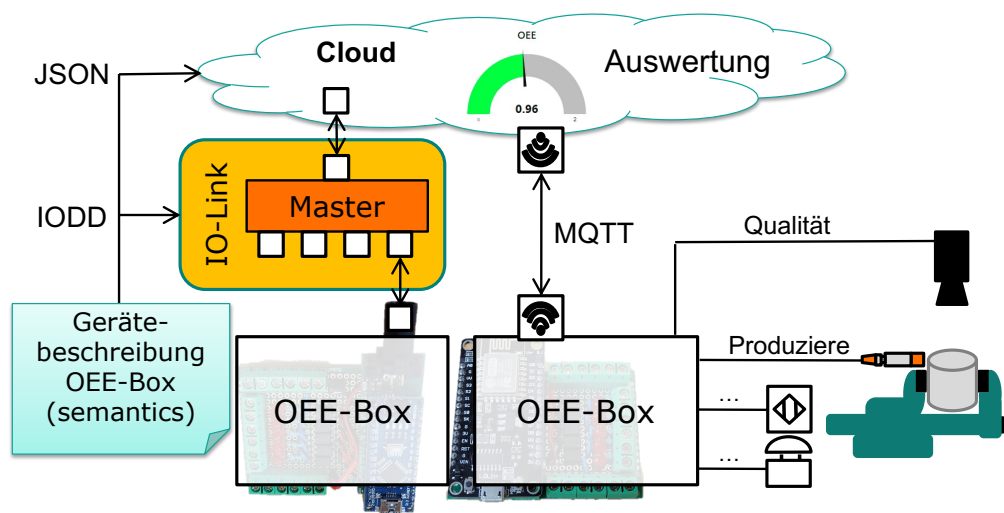 OEE
Cloud
Auswertung
JSON
0.96
2
IO-Link
Master
IODD
MQTT
Qualität
Geräte-
beschreibung
OEE-Box
(semantics)
OEE-Box
OEE-Box
Produziere
...
...